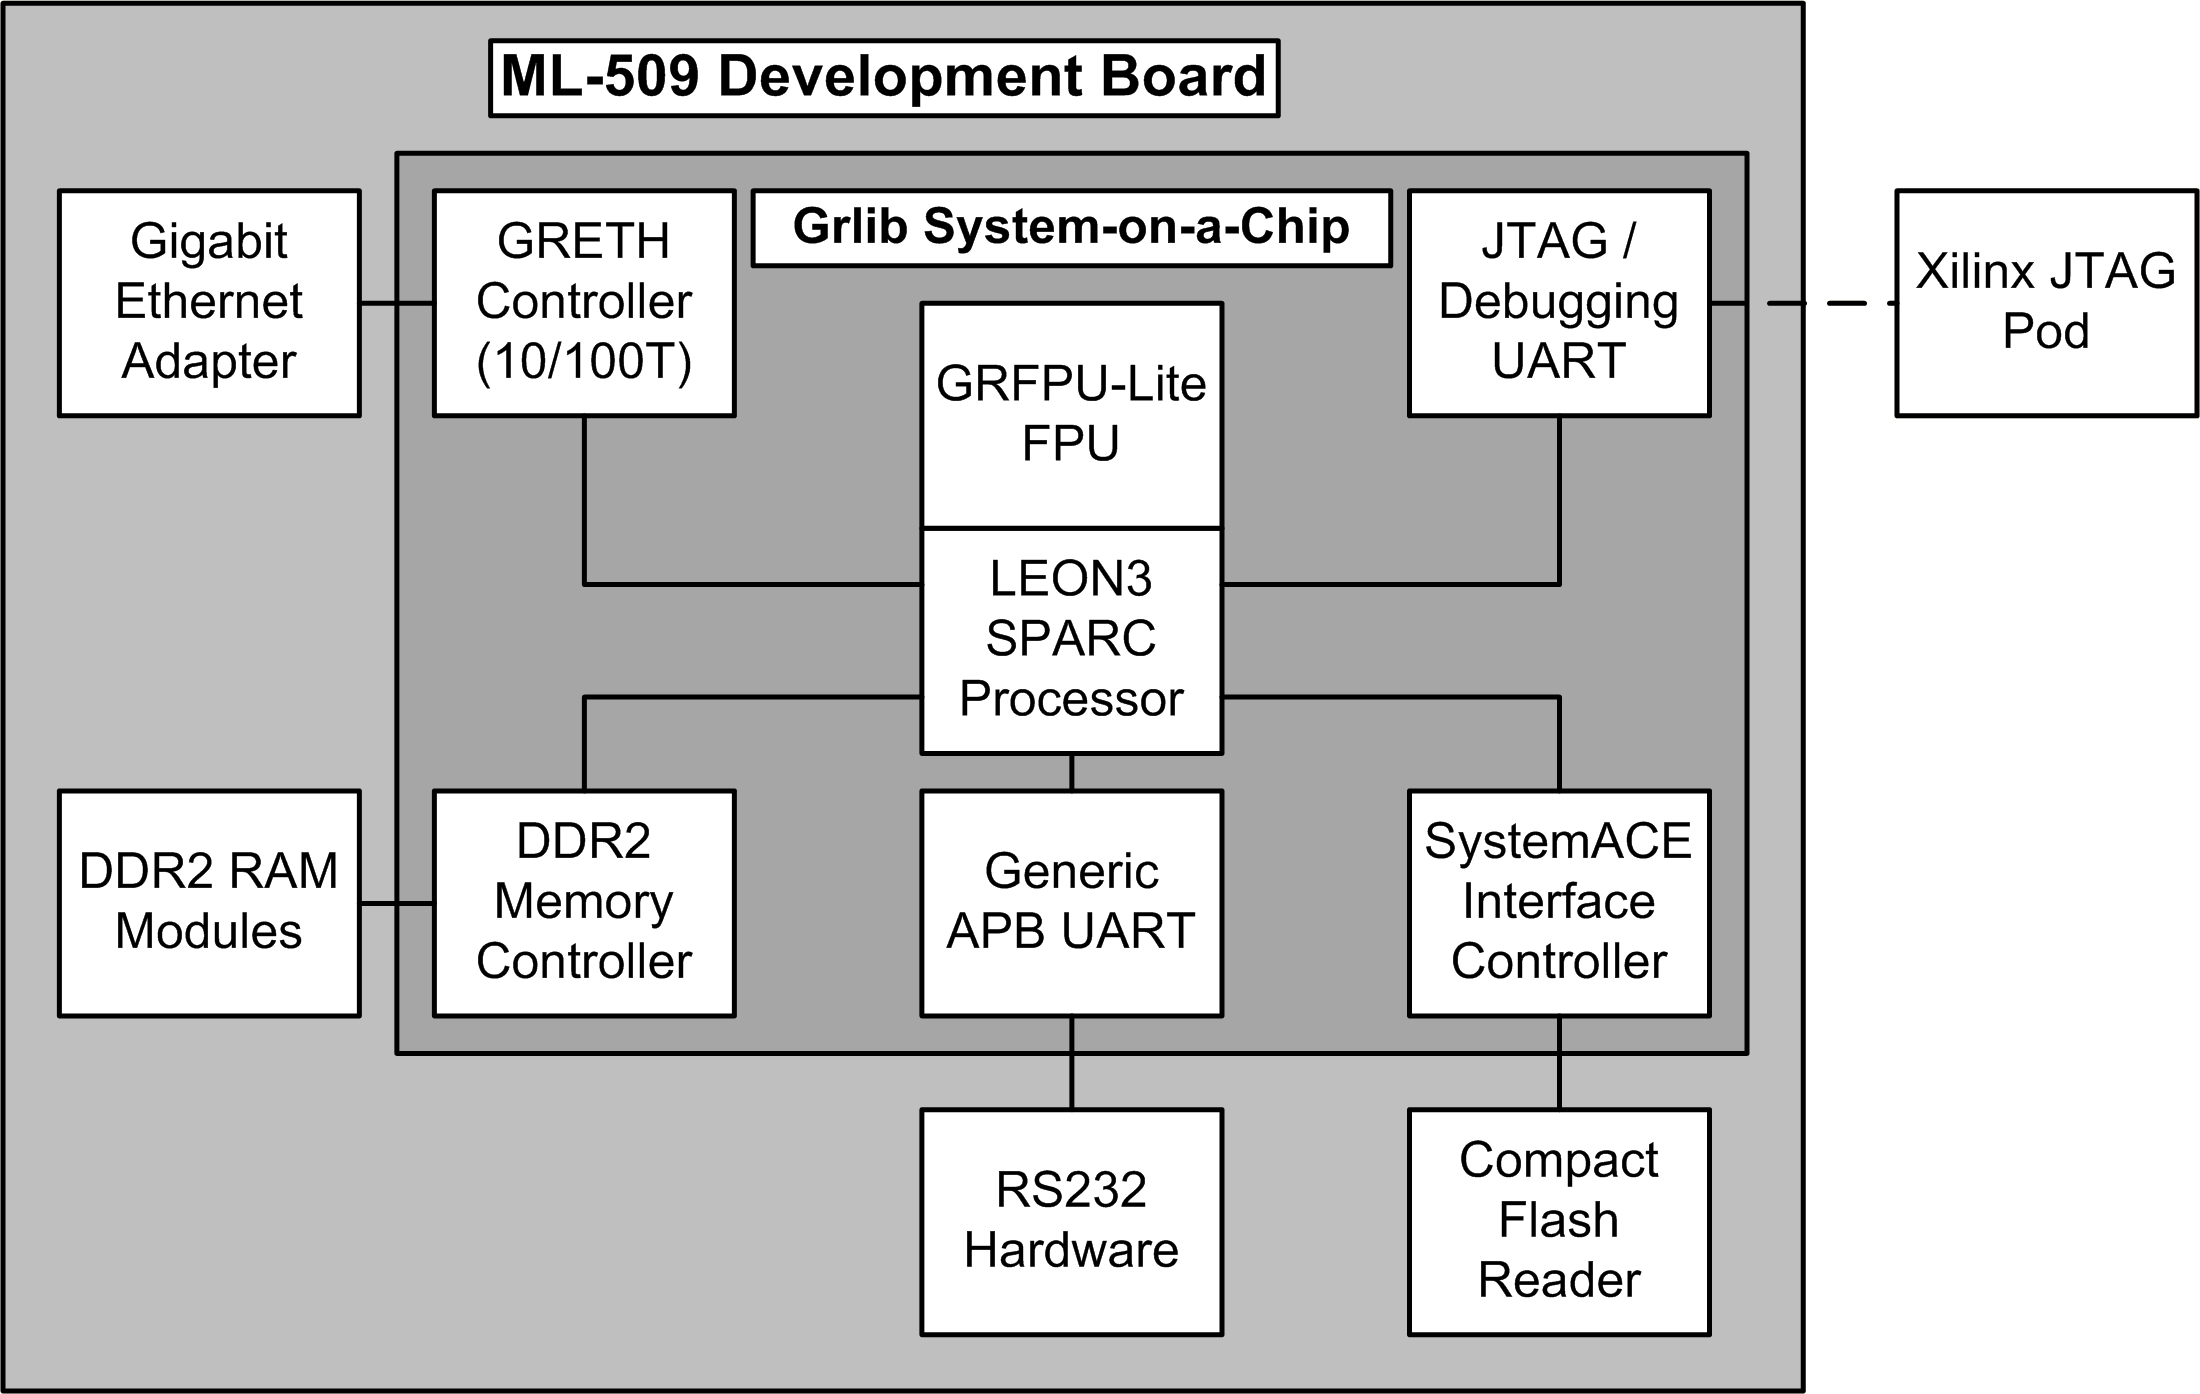 ML-509 Development Board
Gigabit
Ethernet
Adapter
GRETH
Controller
(10/100T)
Grlib System-on-a-Chip
JTAG /
Debugging
UART
Xilinx JTAG
Pod
GRFPU-Lite
FPU
LEON3
SPARC
Processor
DDR2 RAM
Modules
DDR2
Memory
Controller
Generic
APB UART
SystemACE
Interface
Controller
RS232
Hardware
Compact
Flash
Reader